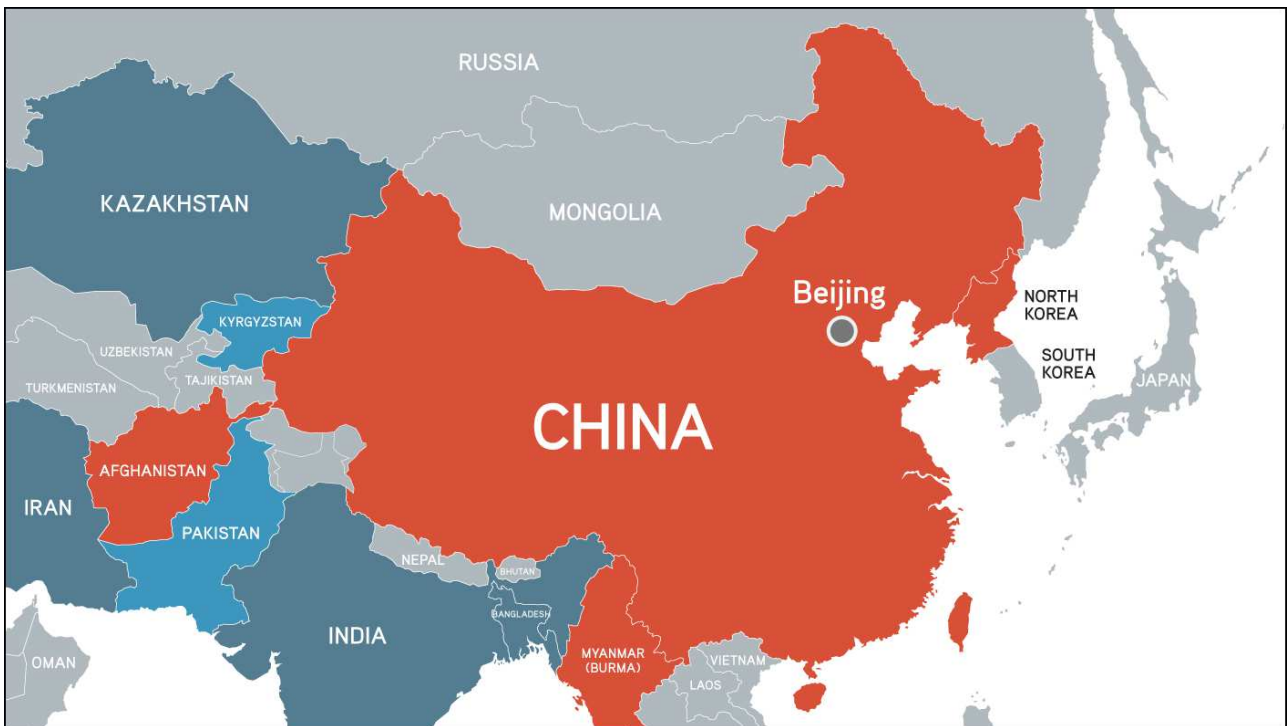 RUSSIA
KAZAKHSTAN
MONGOLIA
Beijing
NORTH
KOREA
KYRGYZSTAN
UZBEKISTAN
SOUTH
KOREA
TAJIKISTAN
TURKMENISTAN
JAPAN
CHINA
AFGHANISTAN
IRAN
PAKISTAN
NEPAL
BHUTAN
BANGLADESH
INDIA
MYANMAR
(BURMA)
VIETNAM
OMAN
LAOS